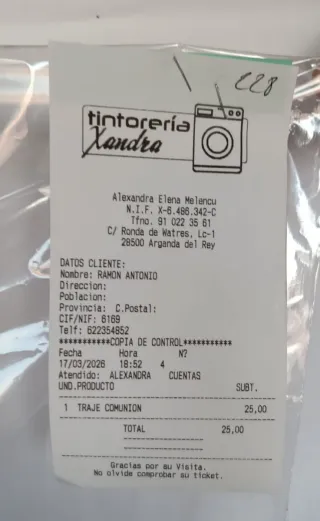 228
tintorería
Xandra
Alexandra Elena Melencu
N.I.F. X-6.486.342-C
Tfno. 91 022 35 61
C/ Ronda de Watres, Lc-1
28500 Arganda del Rey
DATOS CLIENTE:
Nombre: RAMON ANTONIO
Direccion:
Poblacion:
Provincia: C.Postal:
CIF/NIF: 6169
Telf: 622354852
***********COPIA DE CONTROL***********
Fecha Hora Nº?
17/03/2026 18:52 4
Atendido: ALEXANDRA CUENTAS
UND.PRODUCTO SUBT.
1 TRAJE COMUNION 25,00
TOTAL 25,00
Gracias por su Visita.
No olvide comprobar su ticket.